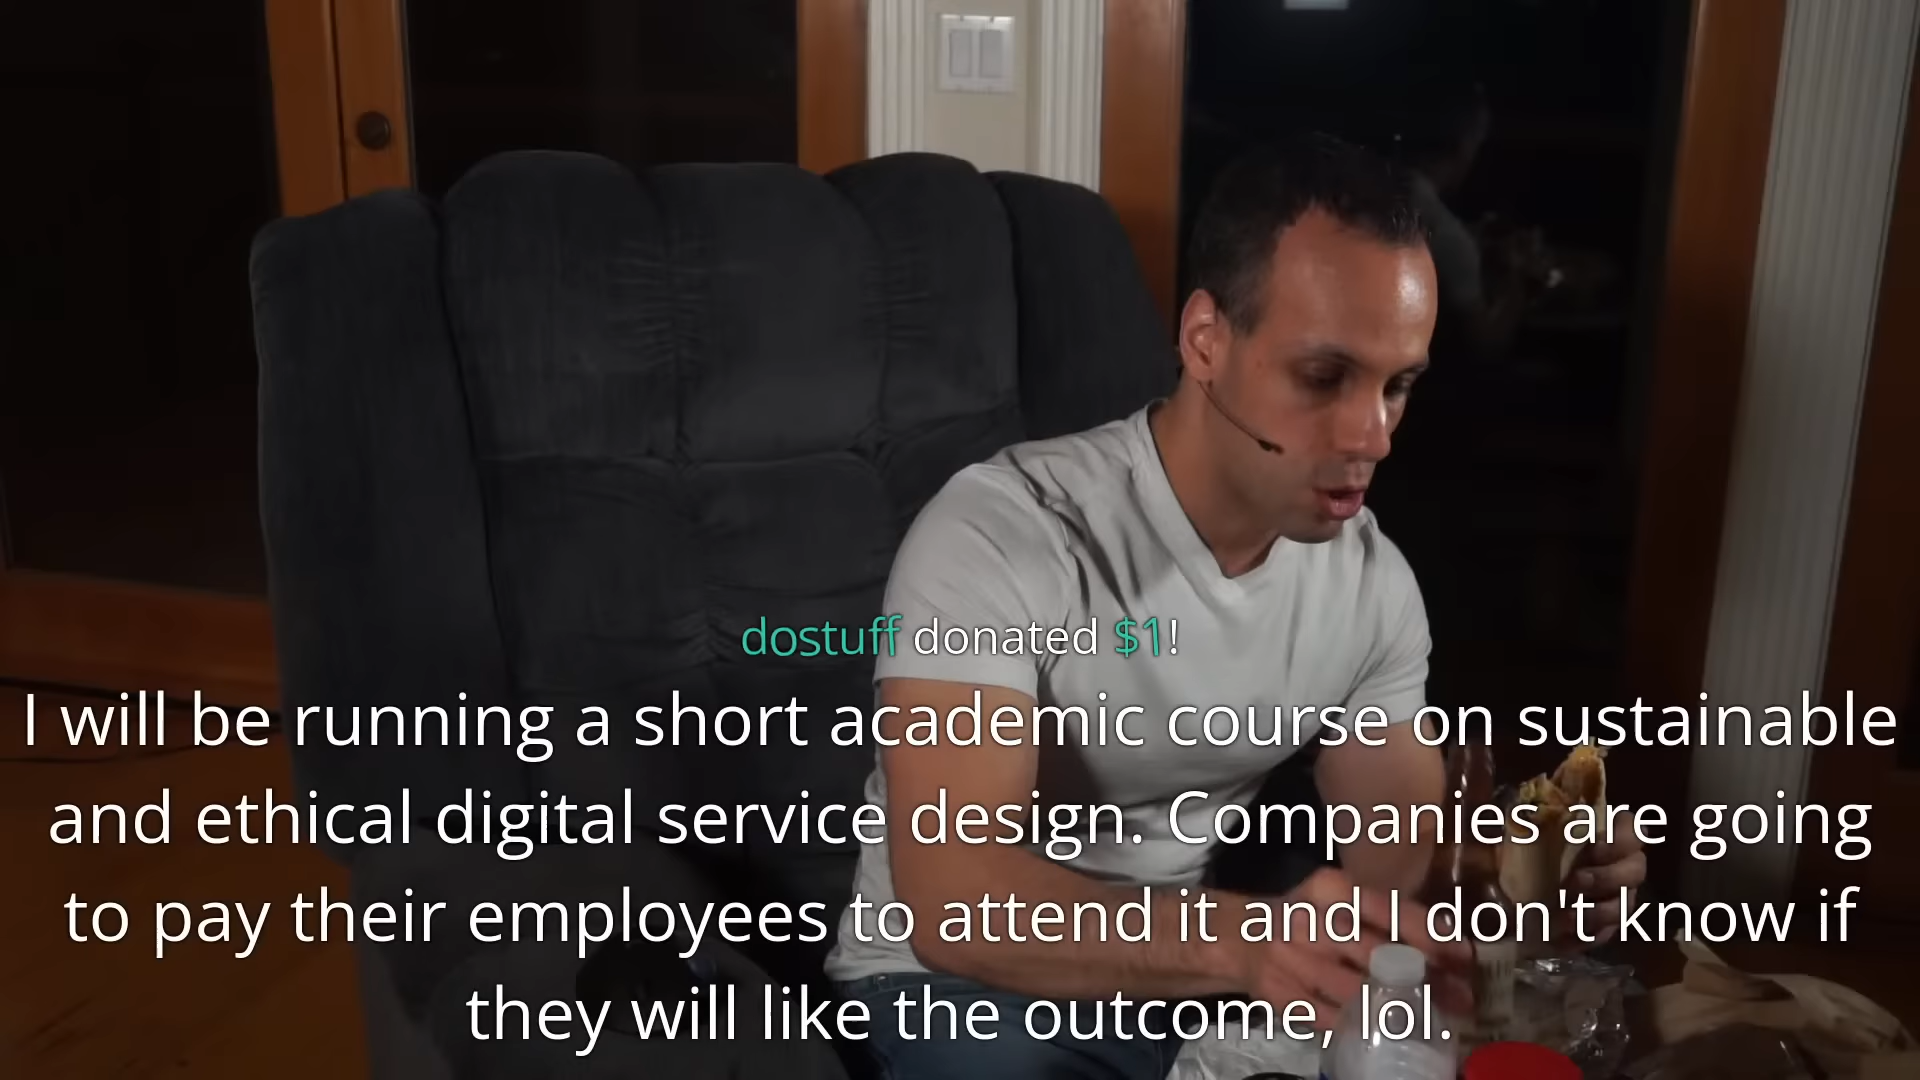 dostuff donated $1!
I will be running a short academic course on sustainable
and ethical digital service design. Companies are going
to pay their employees to attend it and I don't know if
they will like the outcome, lol.